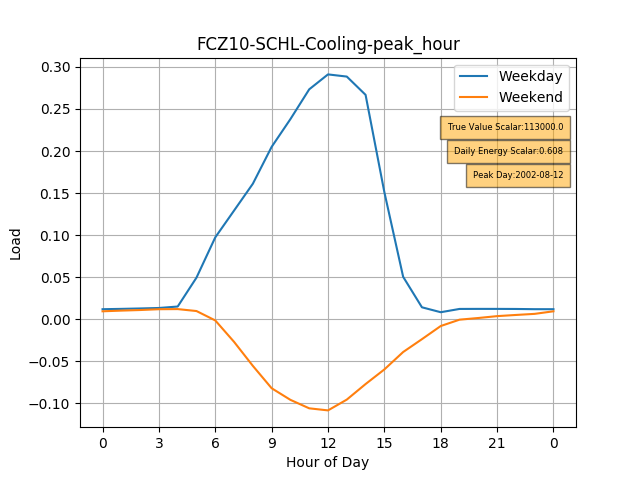 FCZ10-SCHL-Cooling-peak_hour
Weekday
Weekend
True Value Scalar:113000.0
Daily Energy Scalar:0.608
Peak Day:2002-08-12
Load
0.30
0.25
0.20
0.15
0.10
0.05
0.00
−0.05
−0.10
0 3 6 9 12 15 18 21 0
Hour of Day